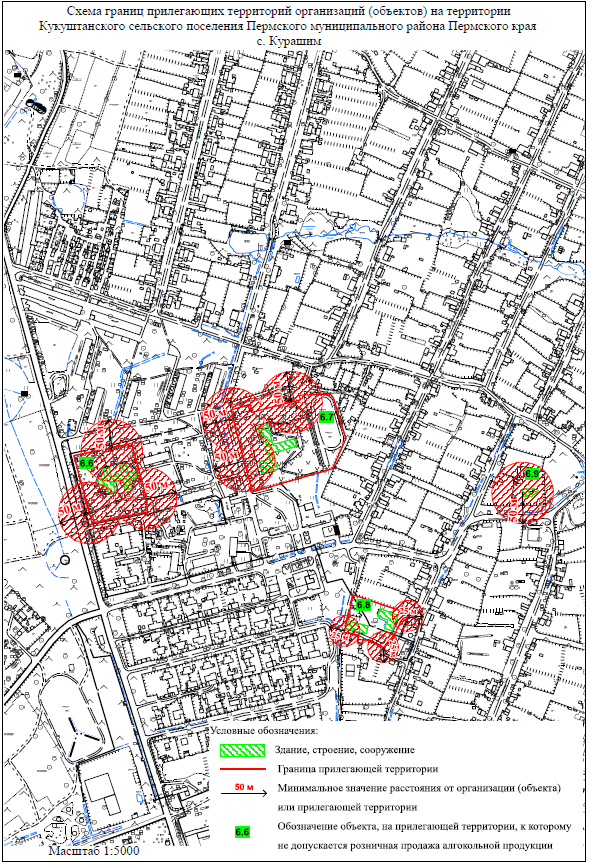 Схема границ прилегающих территорий организаций (объектов) на территории
Кукуштанского сельского поселения Пермского муниципального района Пермского края
с. Курашим
6.7
6.6
6.9
6.8
Условные обозначения:
Здание, строение, сооружение
Граница прилегающей территории
50 м
Минимальное значение расстояния от организации (объекта)
или прилегающей территории
6.6
Обозначение объекта, на прилегающей территории, к которому
не допускается розничная продажа алгокольной продукции
Масштаб 1:5000